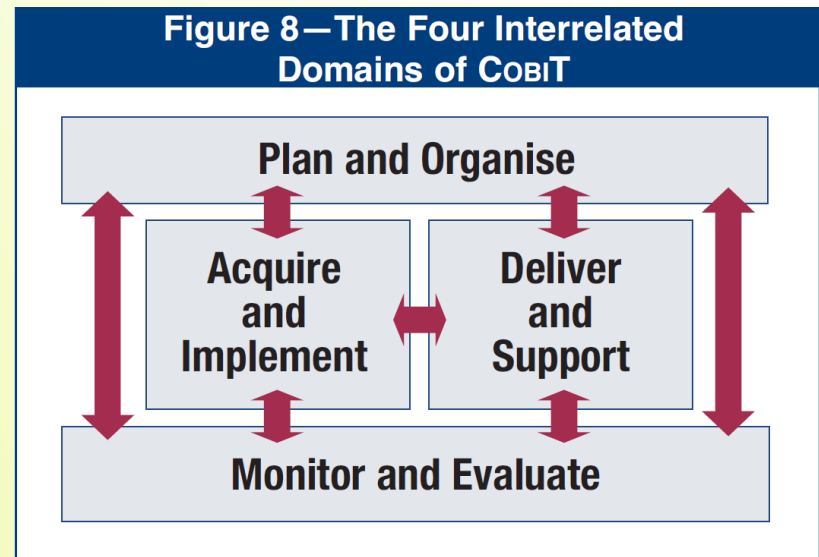 Figure 8—The Four Interrelated
Domains of COBIT
Plan and Organise
Acquire
and
Implement
Deliver
and
Support
Monitor and Evaluate